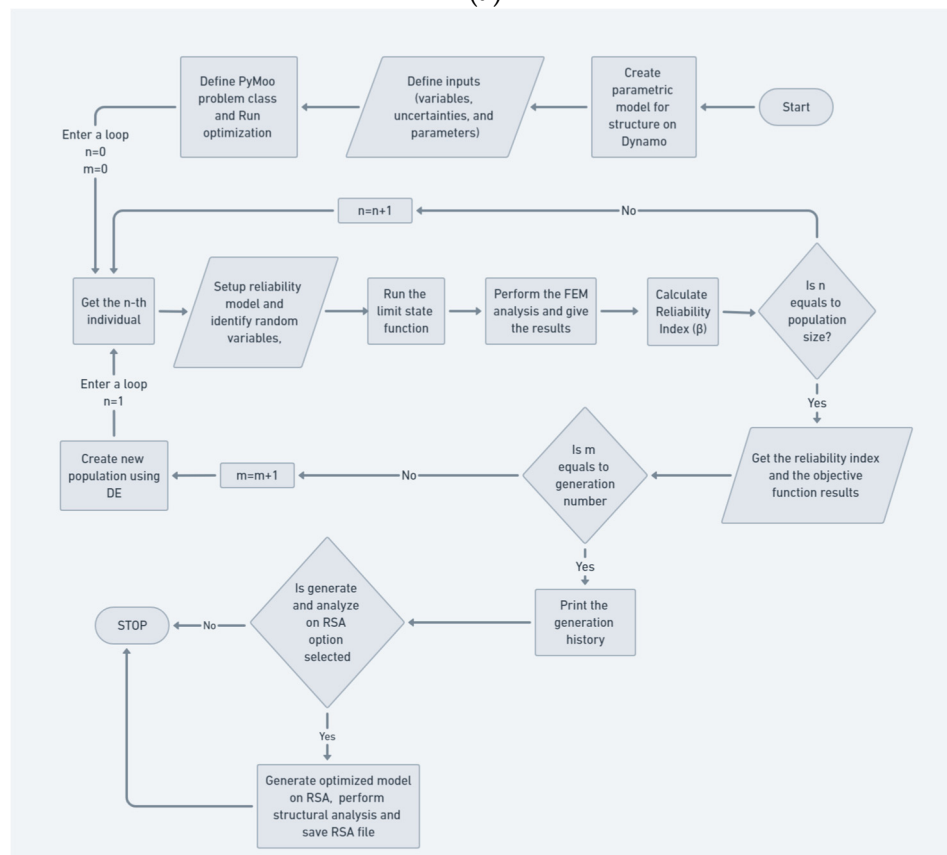 Start
Create
parametric
model for
structure on
Dynamo
Define inputs
(variables,
uncertainties, and
parameters)
Define PyMoo
problem class
and Run
optimization
Enter a loop
n=0
m=0
n=n+1
No
Get the n-th
individual
Setup reliability
model and
identify random
variables,
Run the
limit state
function
Perform the FEM
analysis and give
the results
Calculate
Reliability
Index (β)
Is n
equals to
population
size?
Yes
Get the reliability index
and the objective
function results
Is m
equals to
generation
number
No
m=m+1
Create new
population using
DE
Enter a loop
n=1
Yes
Print the
generation
history
Is generate
and analyze
on RSA
option
selected
No
STOP
Yes
Generate optimized model
on RSA, perform
structural analysis and
save RSA file